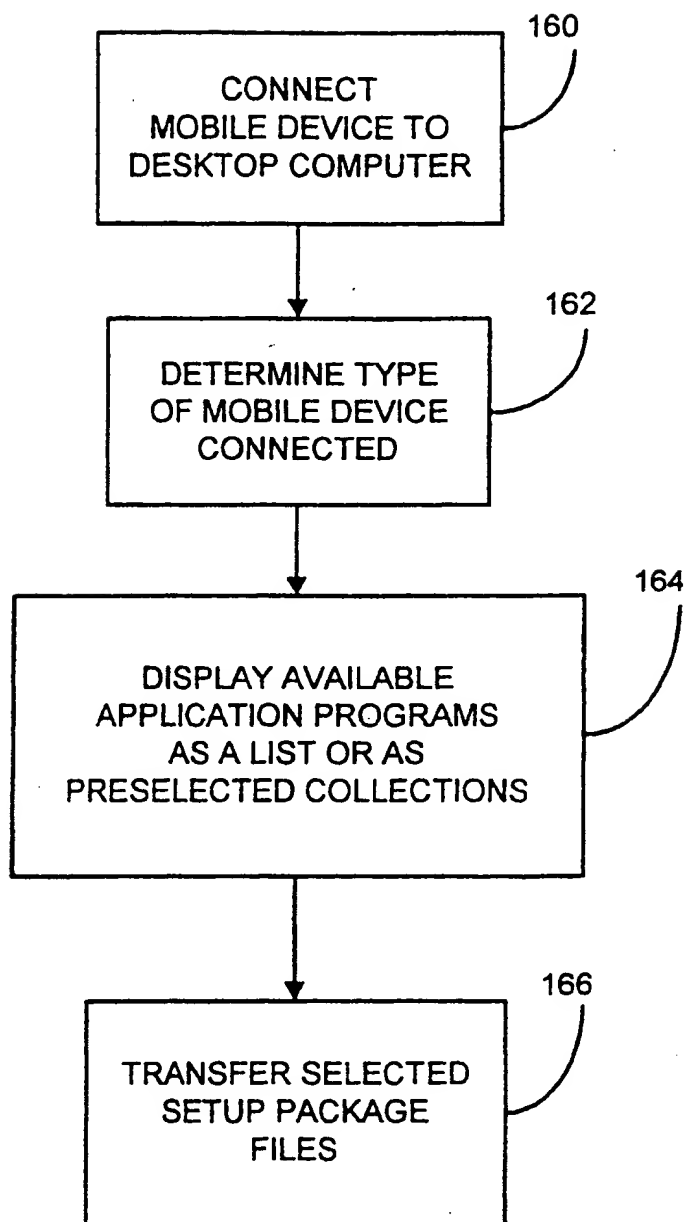 160
CONNECT
MOBILE DEVICE TO
DESKTOP COMPUTER
162
DETERMINE TYPE
OF MOBILE DEVICE
CONNECTED
164
DISPLAY AVAILABLE
APPLICATION PROGRAMS
AS A LIST OR AS
PRESELECTED COLLECTIONS
166
TRANSFER SELECTED
SETUP PACKAGE
FILES